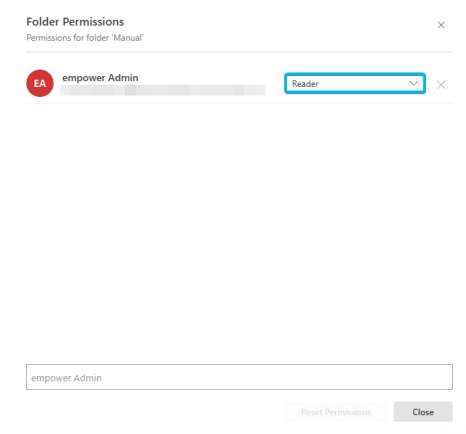 Folder Permissions
Permissions for folder 'Manual'
EA
empower Admin
Reader
empower Admin
Reset Permissions
Close